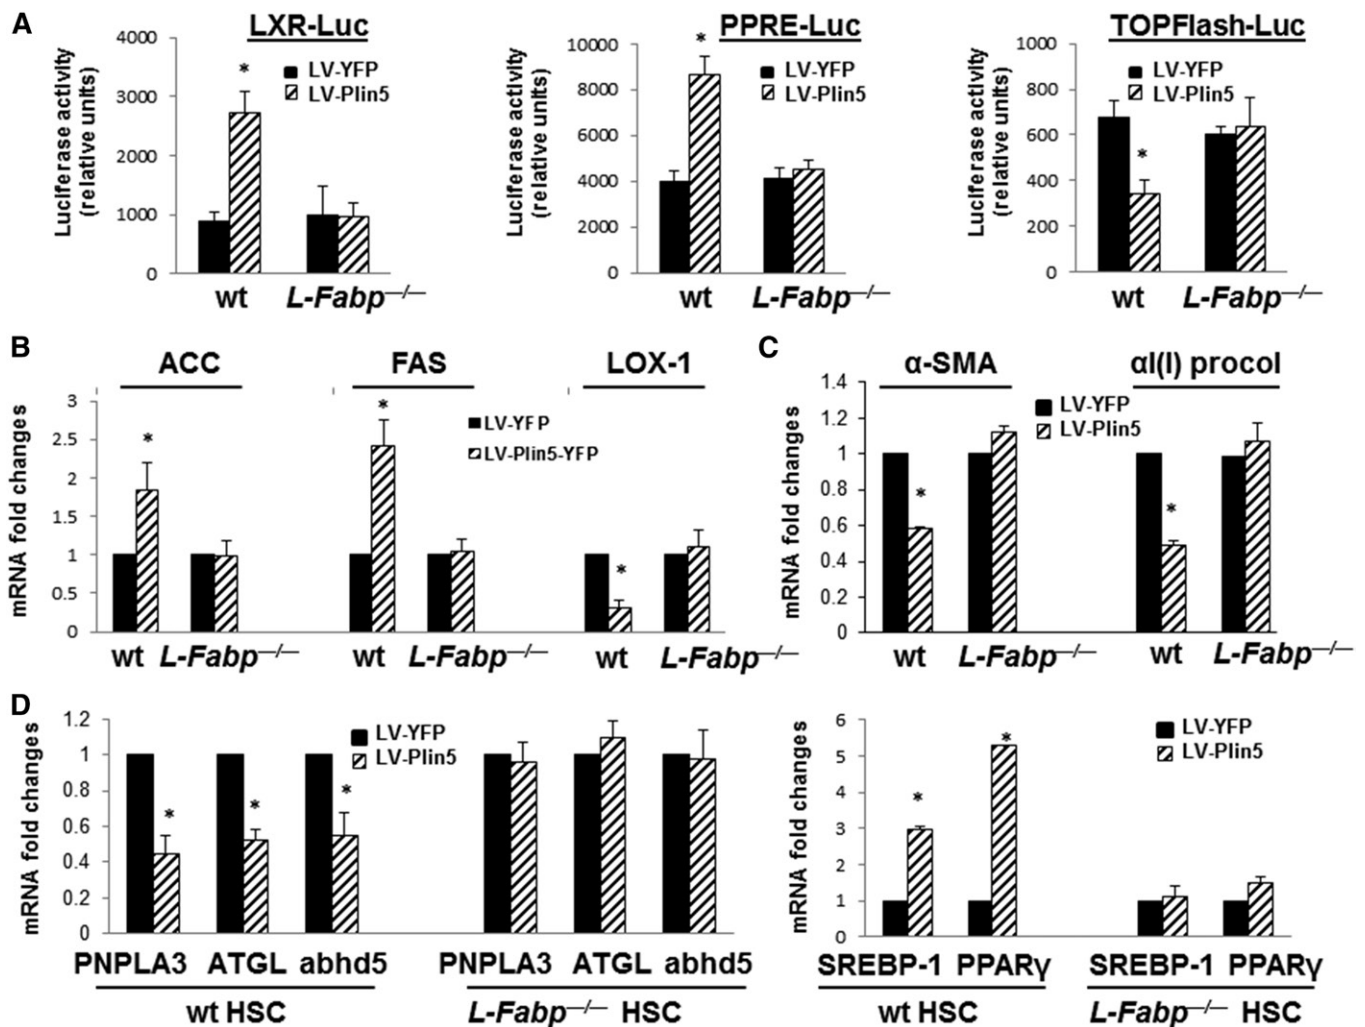 A
LXR-Luc
Luciferase activity
(relative units)
4000
3000
2000
1000
0
*
LV-YFP
LV-Plin5
wt L-Fabp—/—
PPRE-Luc
Luciferase activity
(relative units)
10000
8000
6000
4000
2000
0
*
LV-YFP
LV-Plin5
wt L-Fabp—/—
TOPFlash-Luc
Luciferase activity
(relative units)
1000
800
600
400
200
0
*
LV-YFP
LV-Plin5
wt L-Fabp—/—
B
ACC FAS LOX-1
mRNA fold changes
3
2.5
2
1.5
1
0.5
0
* * *
LV-YFP
LV-Plin5-YFP
wt L-Fabp—/— wt L-Fabp—/— wt L-Fabp—/—
C
α-SMA αI(I) procol
mRNA fold changes
1.4
1.2
1
0.8
0.6
0.4
0.2
0
* *
LV-YFP
LV-Plin5
wt L-Fabp—/— wt L-Fabp—/—
D
mRNA fold changes
1.2
1
0.8
0.6
0.4
0.2
0
* * *
LV-YFP
LV-Plin5
PNPLA3 ATGL abhd5 PNPLA3 ATGL abhd5
wt HSC L-Fabp—/— HSC
mRNA fold changes
6
5
4
3
2
1
0
* *
LV-YFP
LV-Plin5
SREBP-1 PPARγ SREBP-1 PPARγ
wt HSC L-Fabp—/— HSC